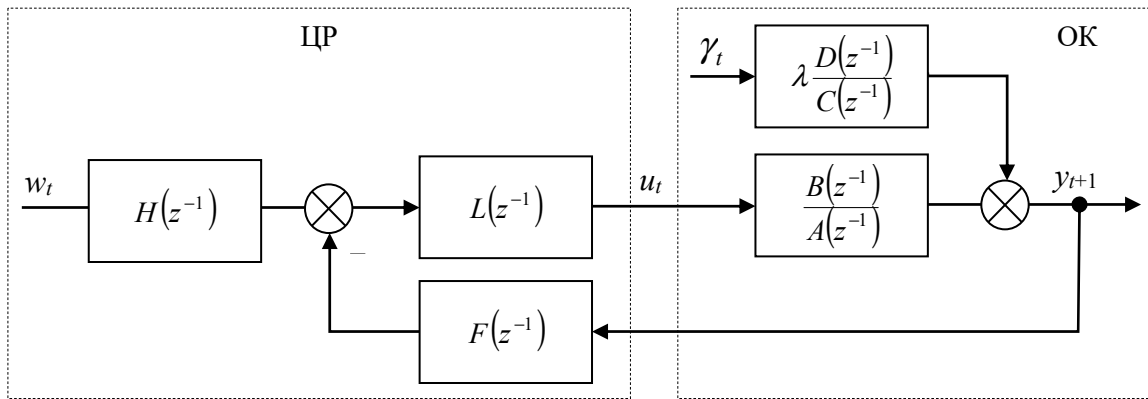 ЦР
ОК
γₜ
λ D(z⁻¹)/C(z⁻¹)
wₜ
H(z⁻¹)
L(z⁻¹)
uₜ
B(z⁻¹)/A(z⁻¹)
yₜ₊₁
–
F(z⁻¹)